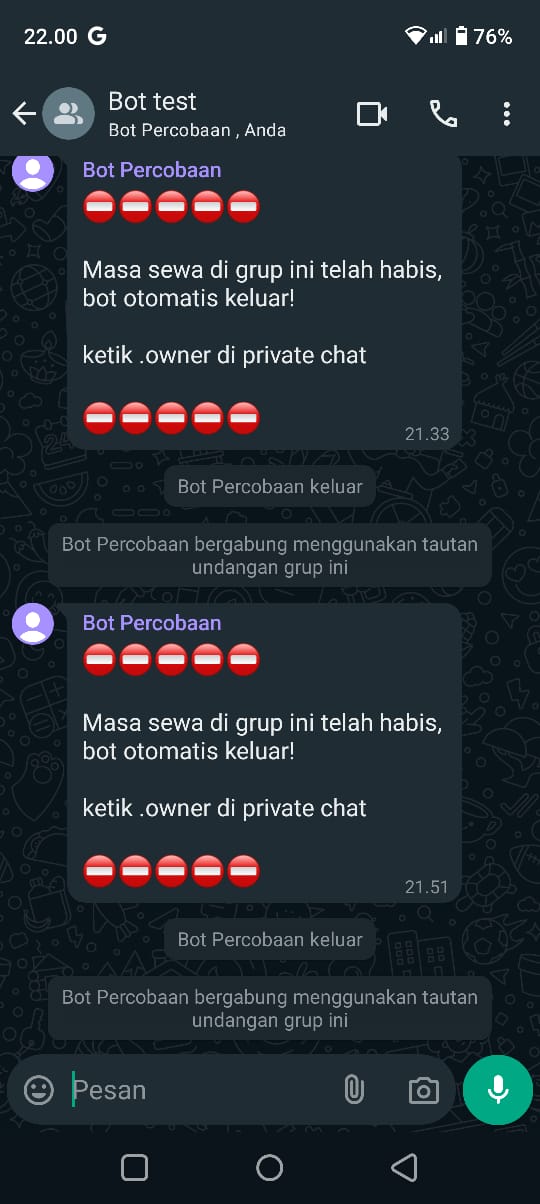 22.00 G 76%
Bot test
Bot Percobaan , Anda
Bot Percobaan
⛔⛔⛔⛔⛔
Masa sewa di grup ini telah habis,
bot otomatis keluar!
ketik .owner di private chat
⛔⛔⛔⛔⛔
21.33
Bot Percobaan keluar
Bot Percobaan bergabung menggunakan tautan
undangan grup ini
Bot Percobaan
⛔⛔⛔⛔⛔
Masa sewa di grup ini telah habis,
bot otomatis keluar!
ketik .owner di private chat
⛔⛔⛔⛔⛔
21.51
Bot Percobaan keluar
Bot Percobaan bergabung menggunakan tautan
undangan grup ini
Pesan